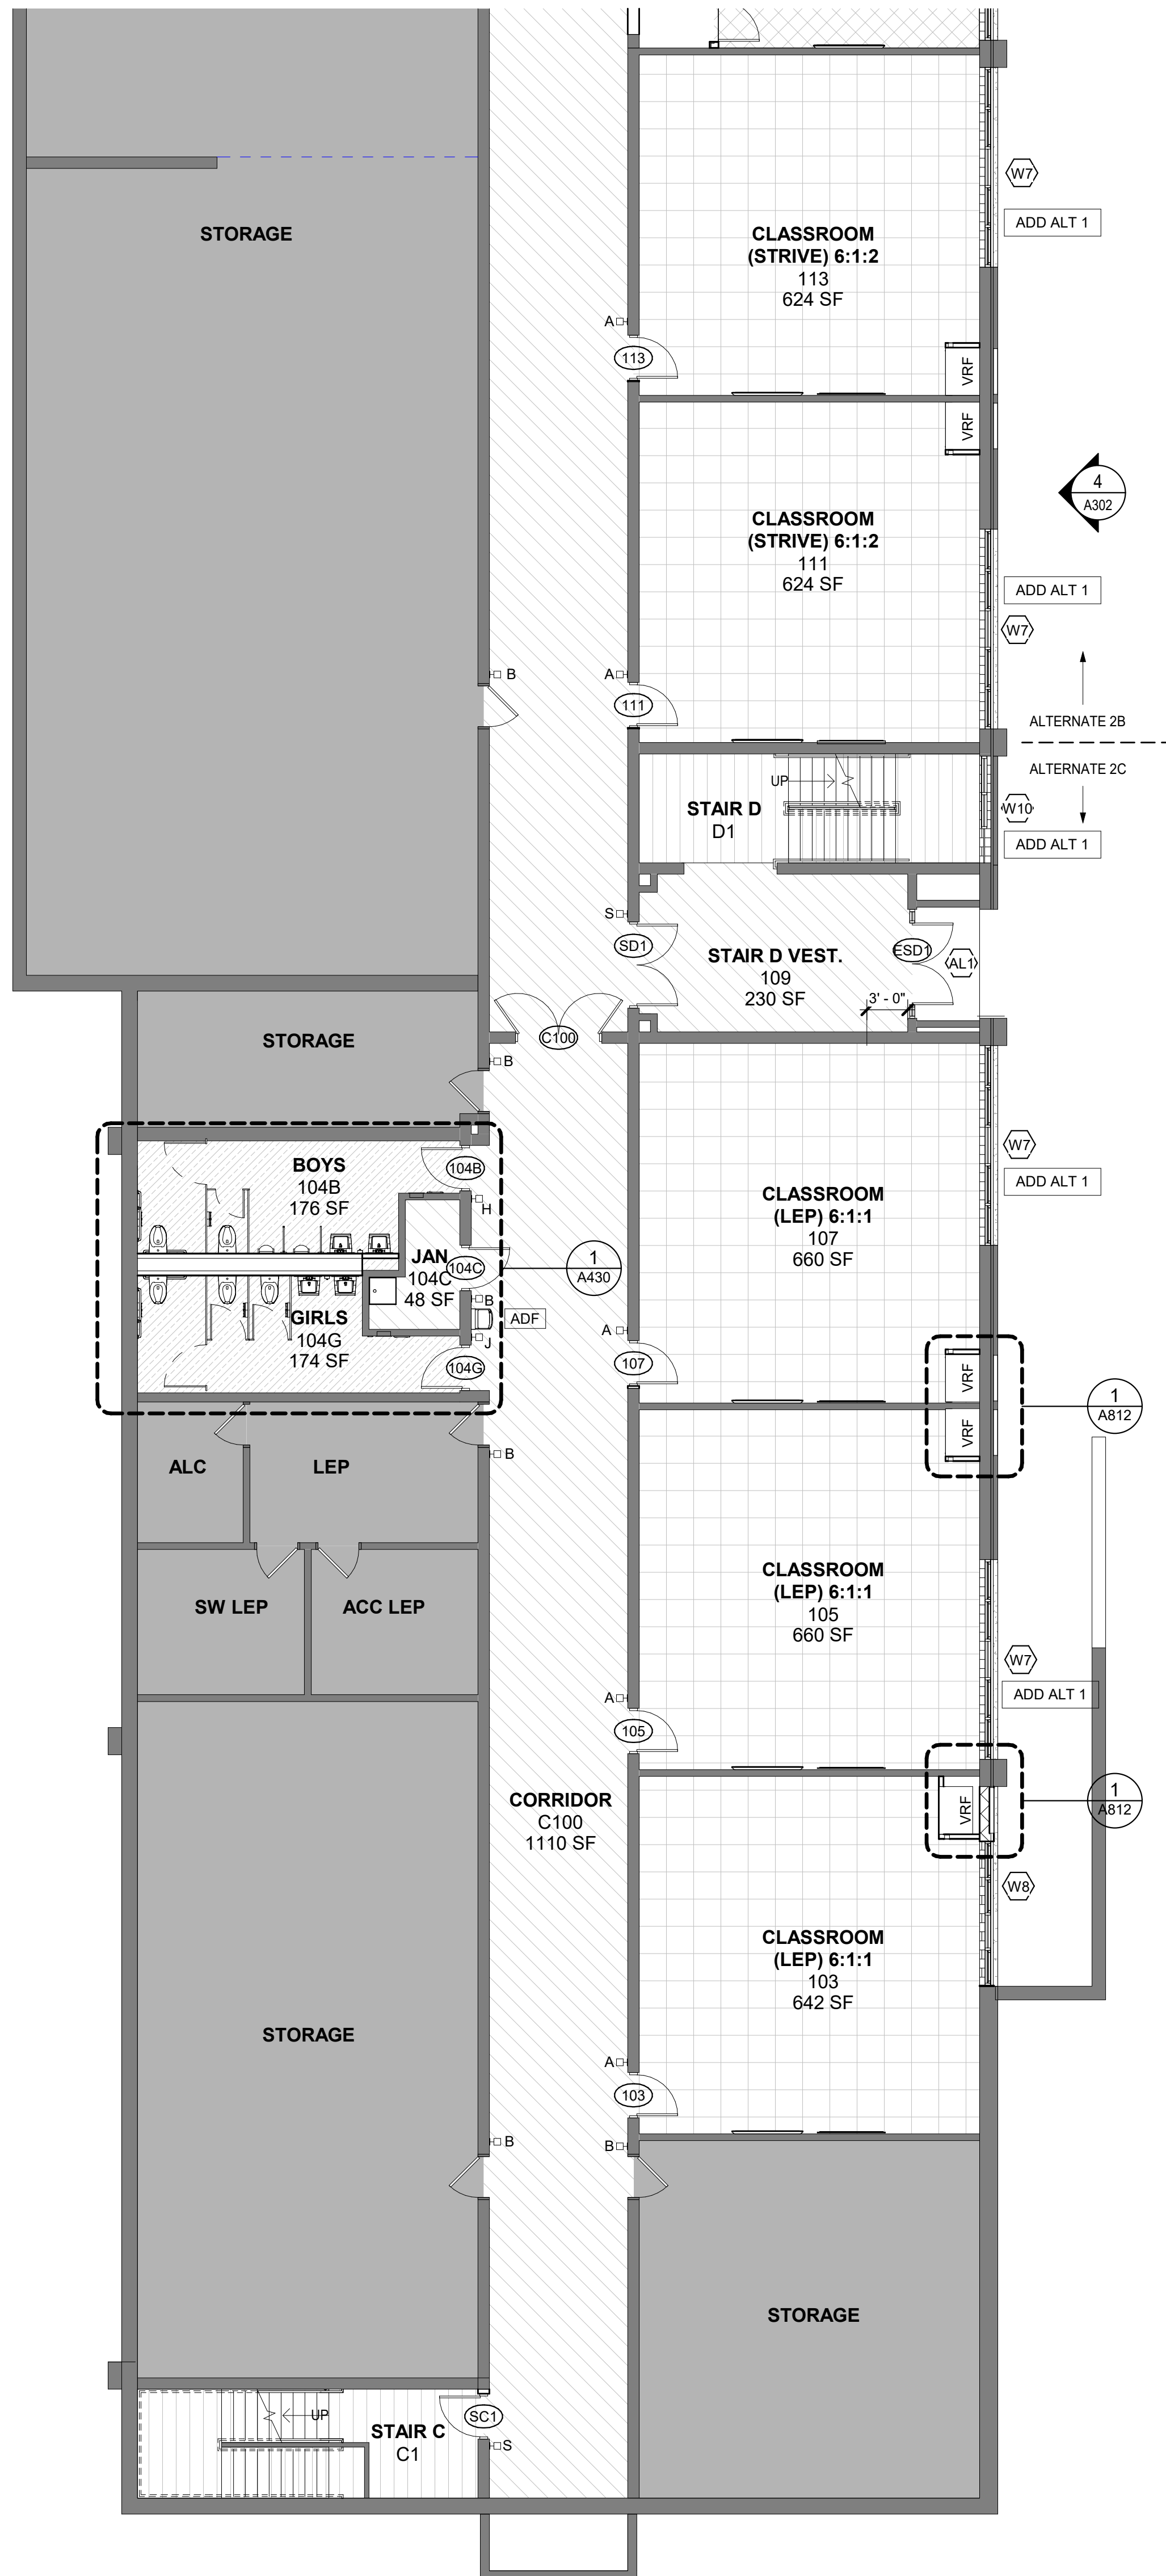 W7
STORAGE
CLASSROOM
(STRIVE) 6:1:2
113
624 SF
ADD ALT 1
A
113
VRF
VRF
4
A302
CLASSROOM
(STRIVE) 6:1:2
111
624 SF
ADD ALT 1
W7
B
A
111
ALTERNATE 2B
ALTERNATE 2C
UP
STAIR D
D1
W10
ADD ALT 1
S
SD1
STAIR D VEST.
109
230 SF
ESD1
AL1
3' - 0"
STORAGE
C100
B
BOYS
104B
176 SF
104B
H
W7
ADD ALT 1
CLASSROOM
(LEP) 6:1:1
107
660 SF
JAN
104C
48 SF
104C
1
A430
B
ADF
J
GIRLS
104G
174 SF
104G
A
107
VRF
VRF
1
A812
B
ALC
LEP
SW LEP
ACC LEP
CLASSROOM
(LEP) 6:1:1
105
660 SF
W7
ADD ALT 1
A
105
CORRIDOR
C100
1110 SF
VRF
1
A812
W8
CLASSROOM
(LEP) 6:1:1
103
642 SF
STORAGE
A
103
B
B
STORAGE
UP
STAIR C
C1
SC1
S